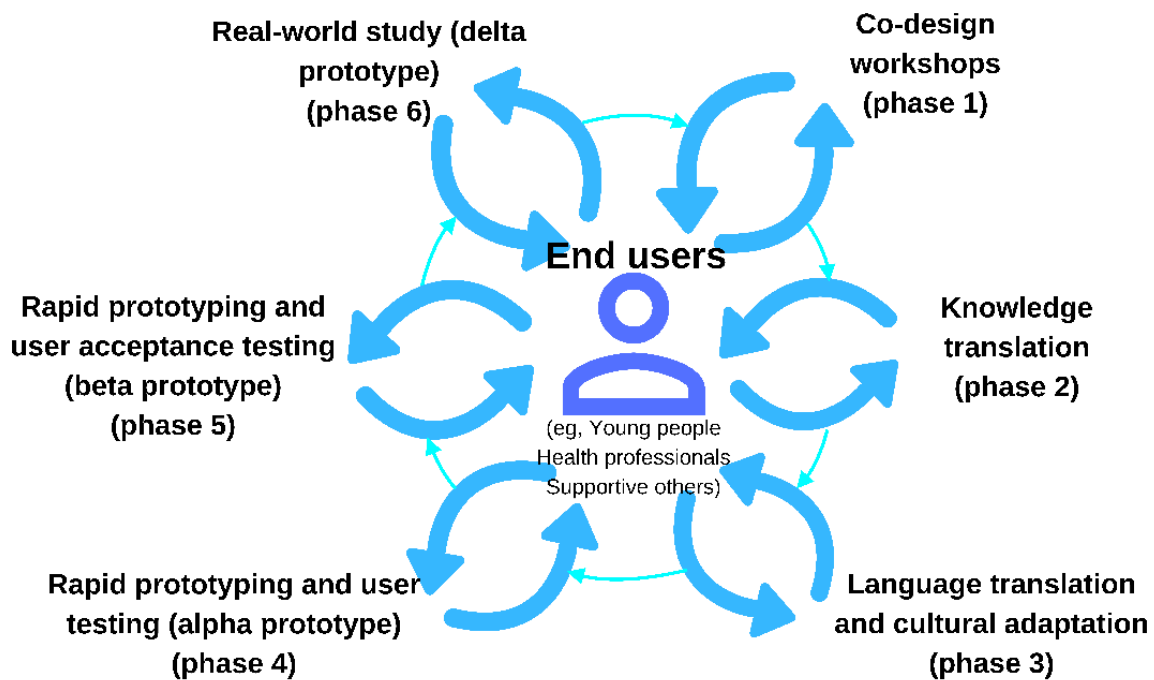 Real-world study (delta
prototype)
(phase 6)
Co-design
workshops
(phase 1)
End users
(eg, Young people
Health professionals
Supportive others)
Knowledge
translation
(phase 2)
Language translation
and cultural adaptation
(phase 3)
Rapid prototyping and user
testing (alpha prototype)
(phase 4)
Rapid prototyping and
user acceptance testing
(beta prototype)
(phase 5)